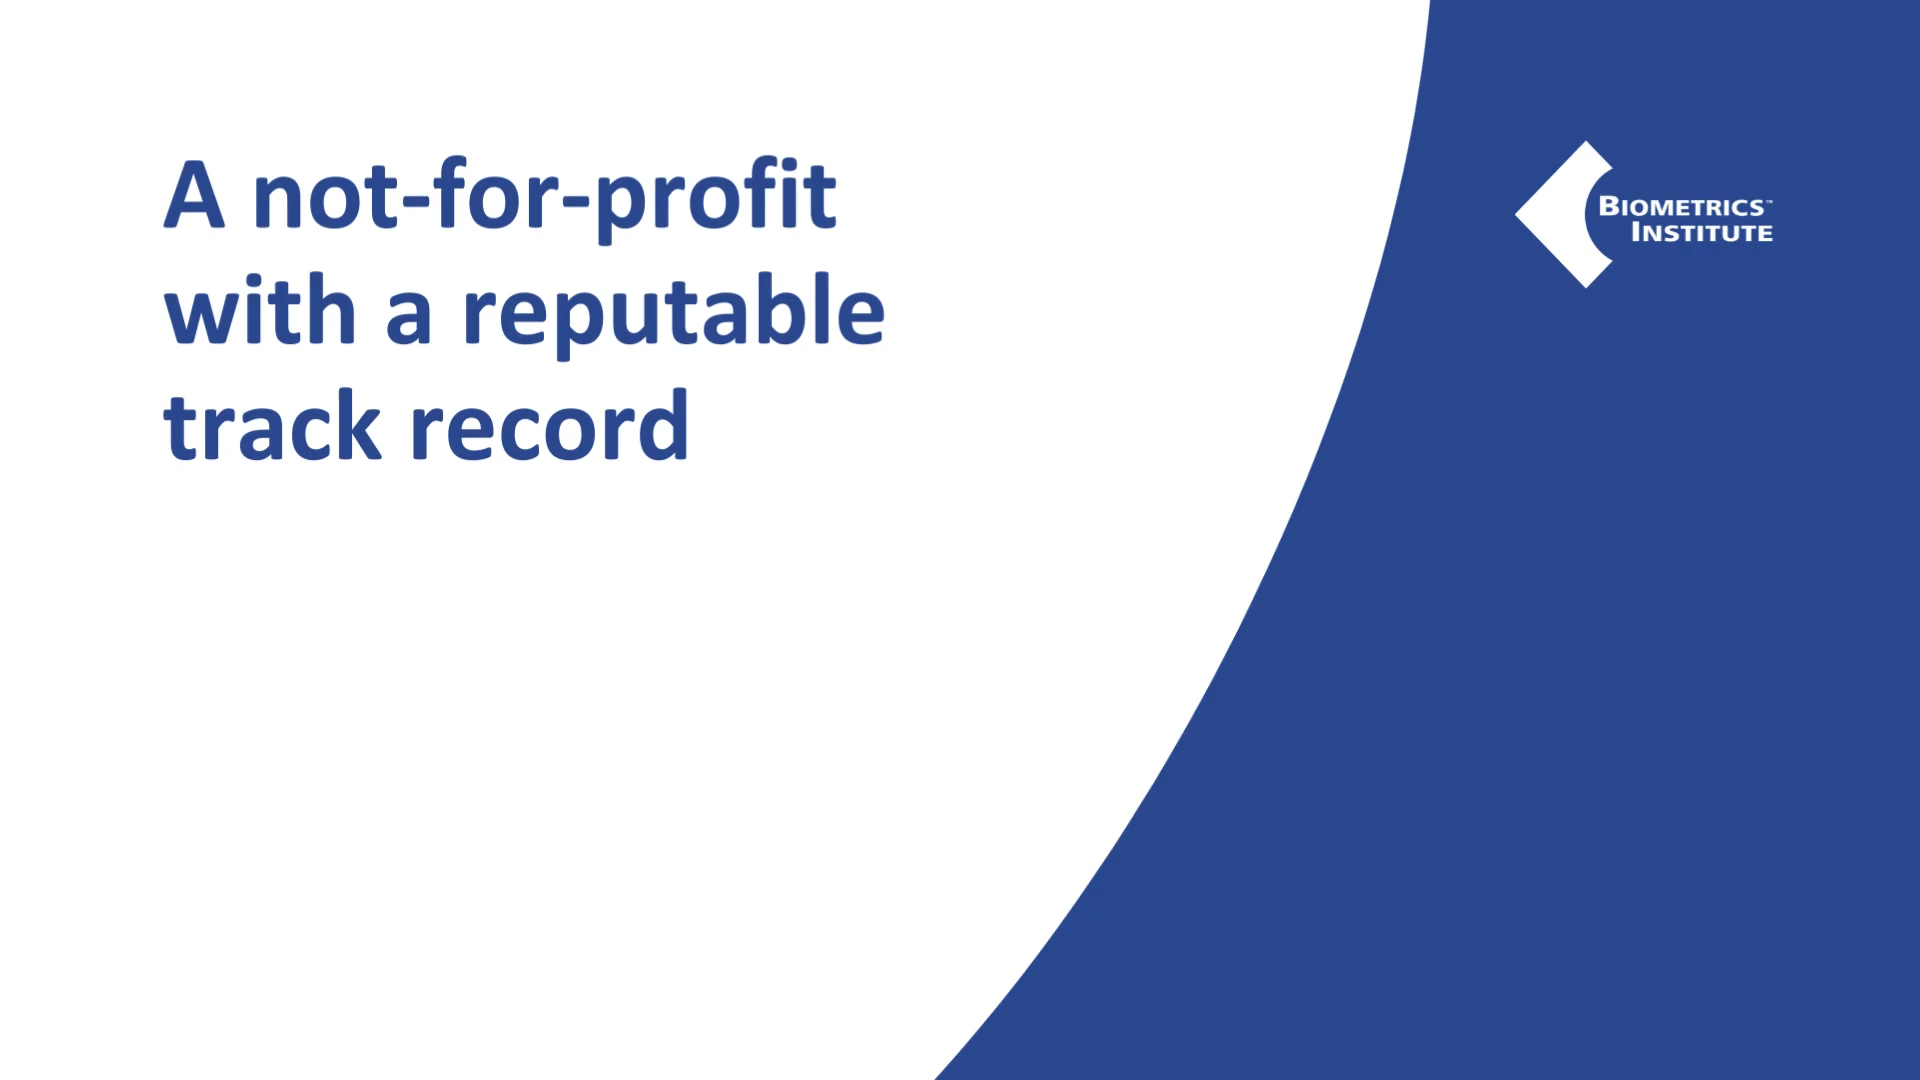 A not-for-profit
with a reputable
track record
BIOMETRICS™
INSTITUTE